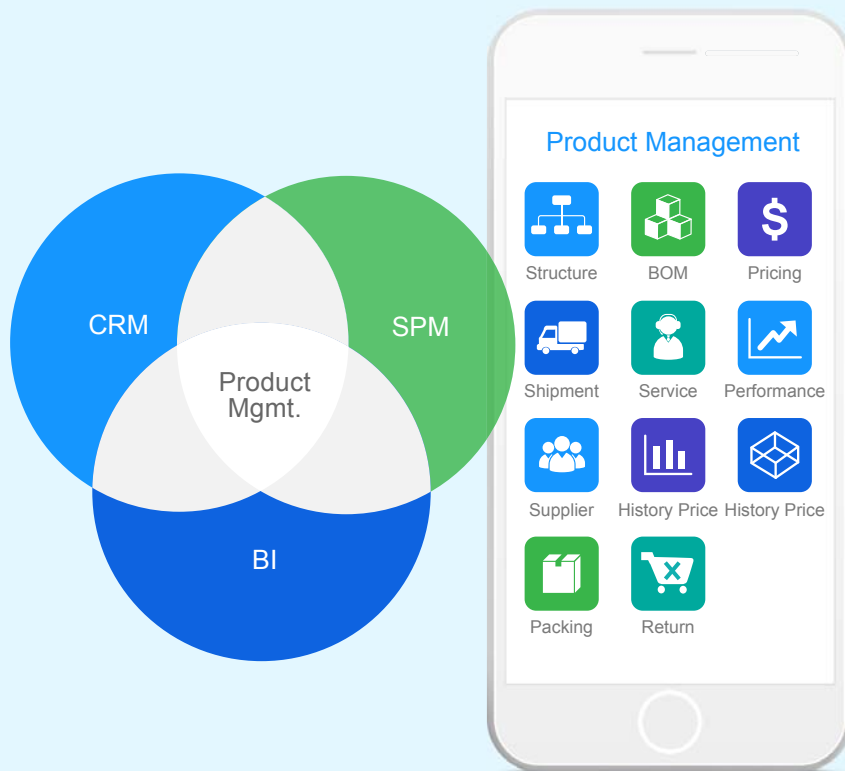 CRM
SPM
Product
Mgmt.
BI
Product Management
Structure
BOM
$
Pricing
Shipment
Service
Performance
Supplier
History Price
History Price
Packing
X
Return